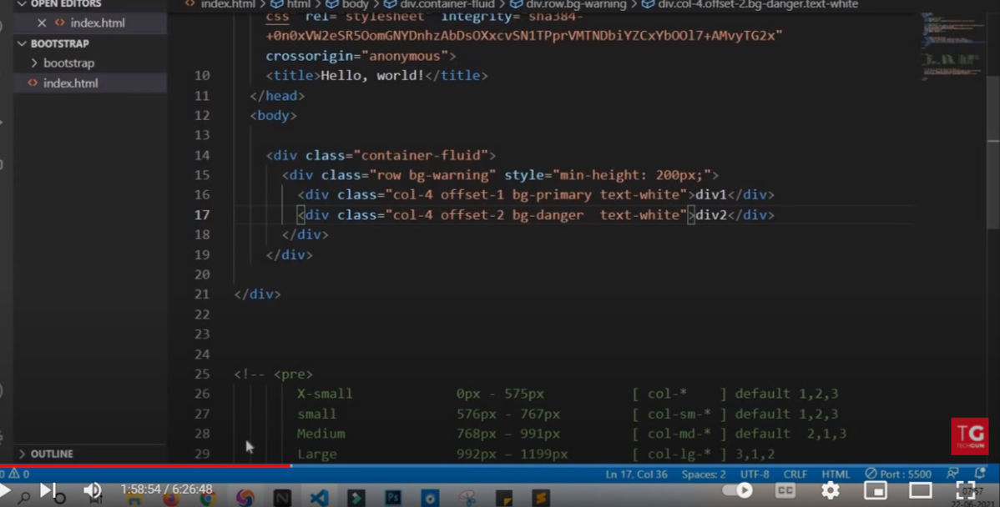 OPEN EDITORS
index.html
BOOTSTRAP
bootstrap
index.html
OUTLINE
index.html > html > body > div.container-fluid > div.row.bg-warning > div.col-4.offset-2.bg-danger.text-white
css" rel="stylesheet" integrity="sha384-
+0n0xVW2eSR5OomGNYDnhzAbDsOXxcvSN1TPprVMTNDbiYZCxYbOOl7+AMvyTG2x"
crossorigin="anonymous">
10 <title>Hello, world!</title>
11 </head>
12 <body>
13
14 <div class="container-fluid">
15 <div class="row bg-warning" style="min-height: 200px;">
16 <div class="col-4 offset-1 bg-primary text-white">div1</div>
17 <div class="col-4 offset-2 bg-danger  text-white">div2</div>
18 </div>
19 </div>
20
21 </div>
22
23
24
25 <!-- <pre>
26 X-small 0px - 575px [ col-* ] default 1,2,3
27 small 576px - 767px [ col-sm-* ] default 1,2,3
28 Medium 768px – 991px [ col-md-* ] default 2,1,3
29 Large 992px – 1199px [ col-lg-* ] 3,1,2
TG
TECHGUN
0 0
Ln 17, Col 36 Spaces: 2 UTF-8 CRLF HTML Port : 5500
1:58:54 / 6:26:48
CC
N
Ps
S
07:57
22-06-2021